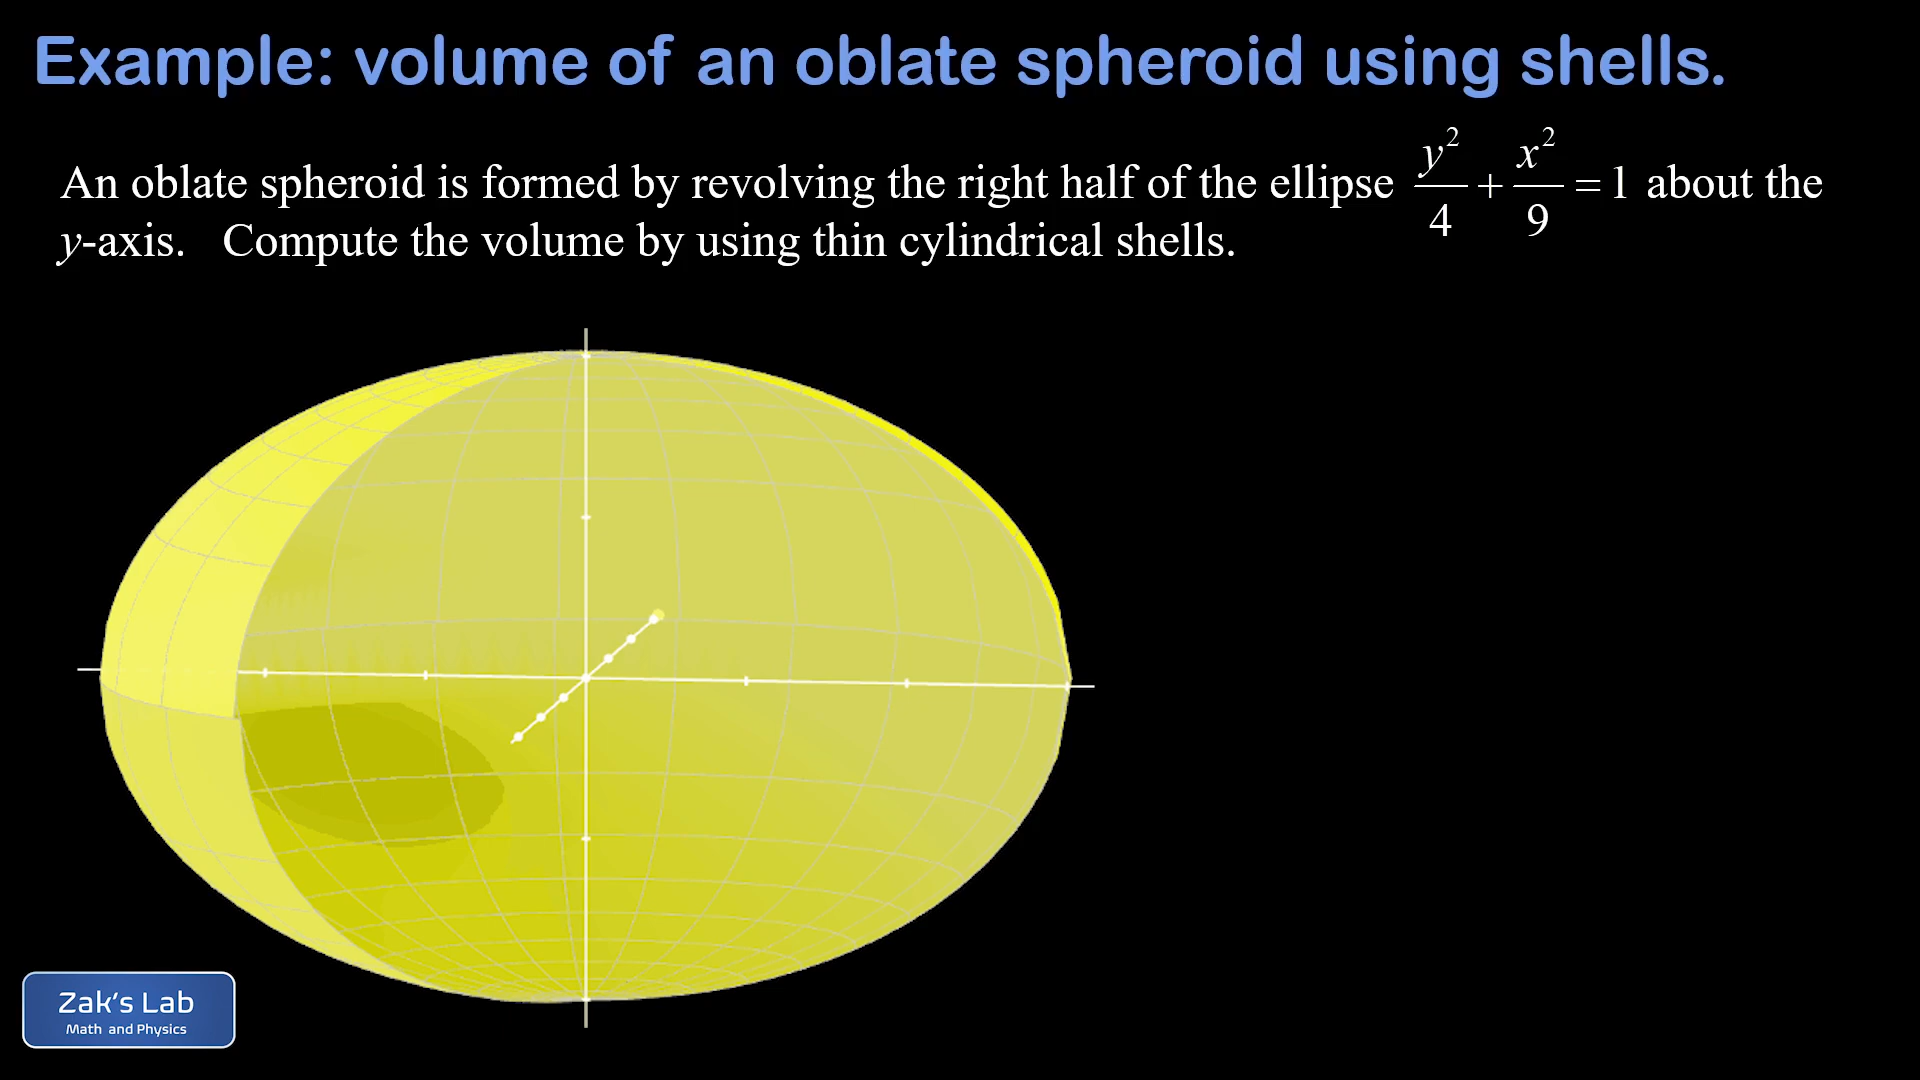 Example: volume of an oblate spheroid using shells.
An oblate spheroid is formed by revolving the right half of the ellipse y²/4 + x²/9 = 1 about the
y-axis. Compute the volume by using thin cylindrical shells.
Zak's Lab
Math and Physics